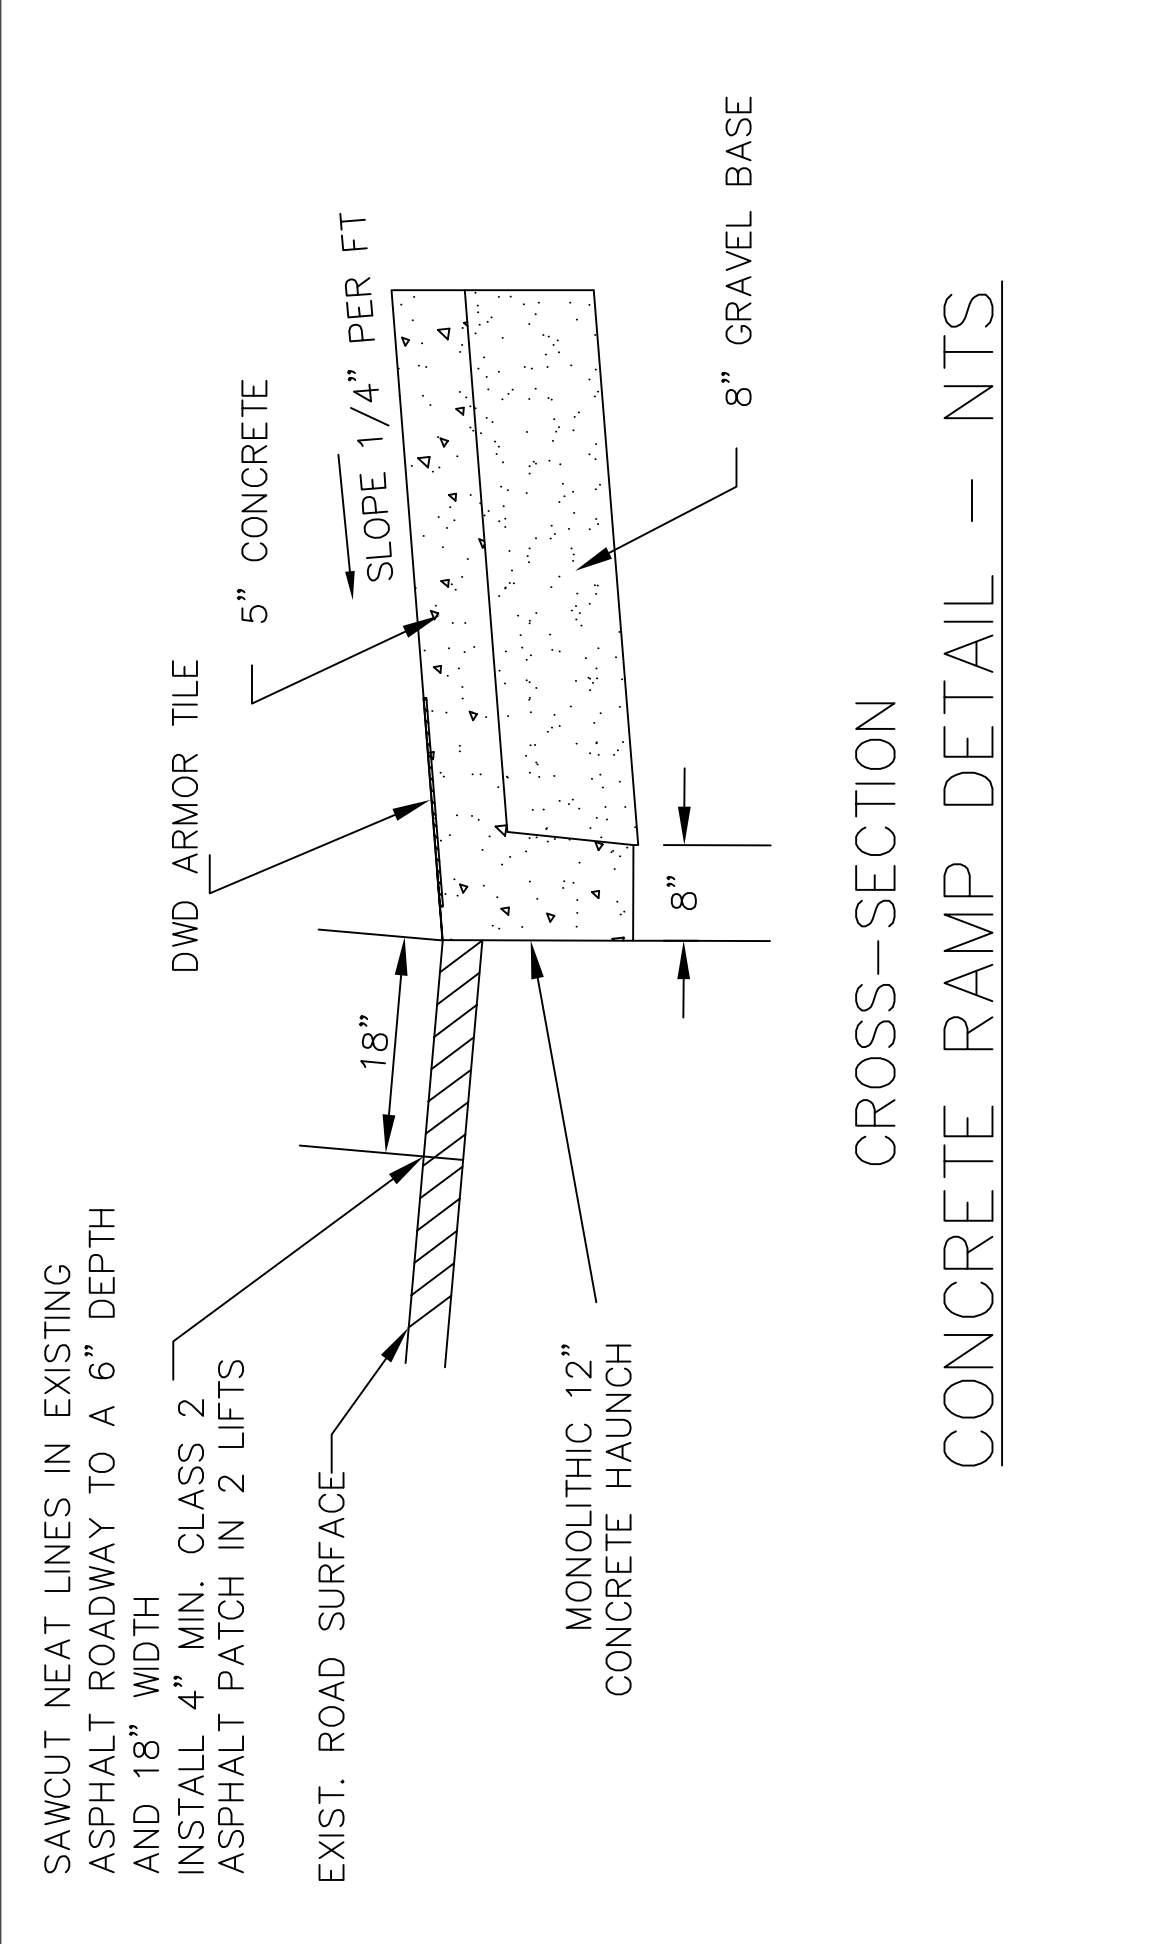 SAWCUT NEAT LINES IN EXISTING
ASPHALT ROADWAY TO A 6" DEPTH
AND 18" WIDTH
INSTALL 4" MIN. CLASS 2
ASPHALT PATCH IN 2 LIFTS
EXIST. ROAD SURFACE
18"
DWD ARMOR TILE
5" CONCRETE
SLOPE 1/4" PER FT
MONOLITHIC 12"
CONCRETE HAUNCH
8"
8" GRAVEL BASE
CROSS-SECTION
CONCRETE RAMP DETAIL - NTS